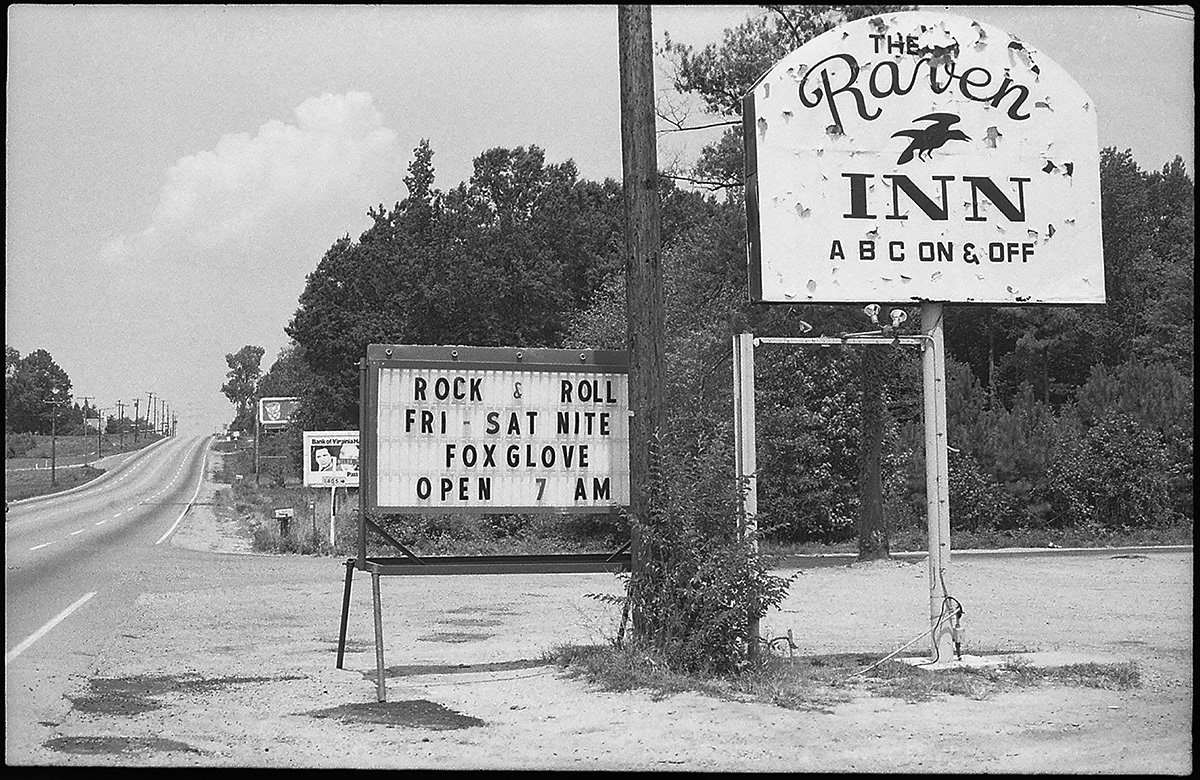 THE
Raven
INN
A B C ON & OFF
ROCK & ROLL
FRI - SAT NITE
FOXGLOVE
OPEN 7 AM
Bank of Virginia